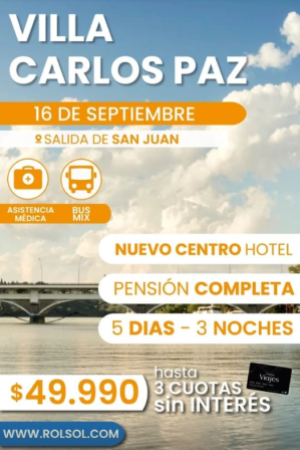 VILLA
CARLOS PAZ
16 DE SEPTIEMBRE
SALIDA DE SAN JUAN
ASISTENCIA
MÉDICA
BUS
MIX
NUEVO CENTRO HOTEL
PENSIÓN COMPLETA
5 DIAS - 3 NOCHES
$49.990
hasta
3 CUOTAS
sin INTERÉS
Viajes
WWW.ROLSOL.COM